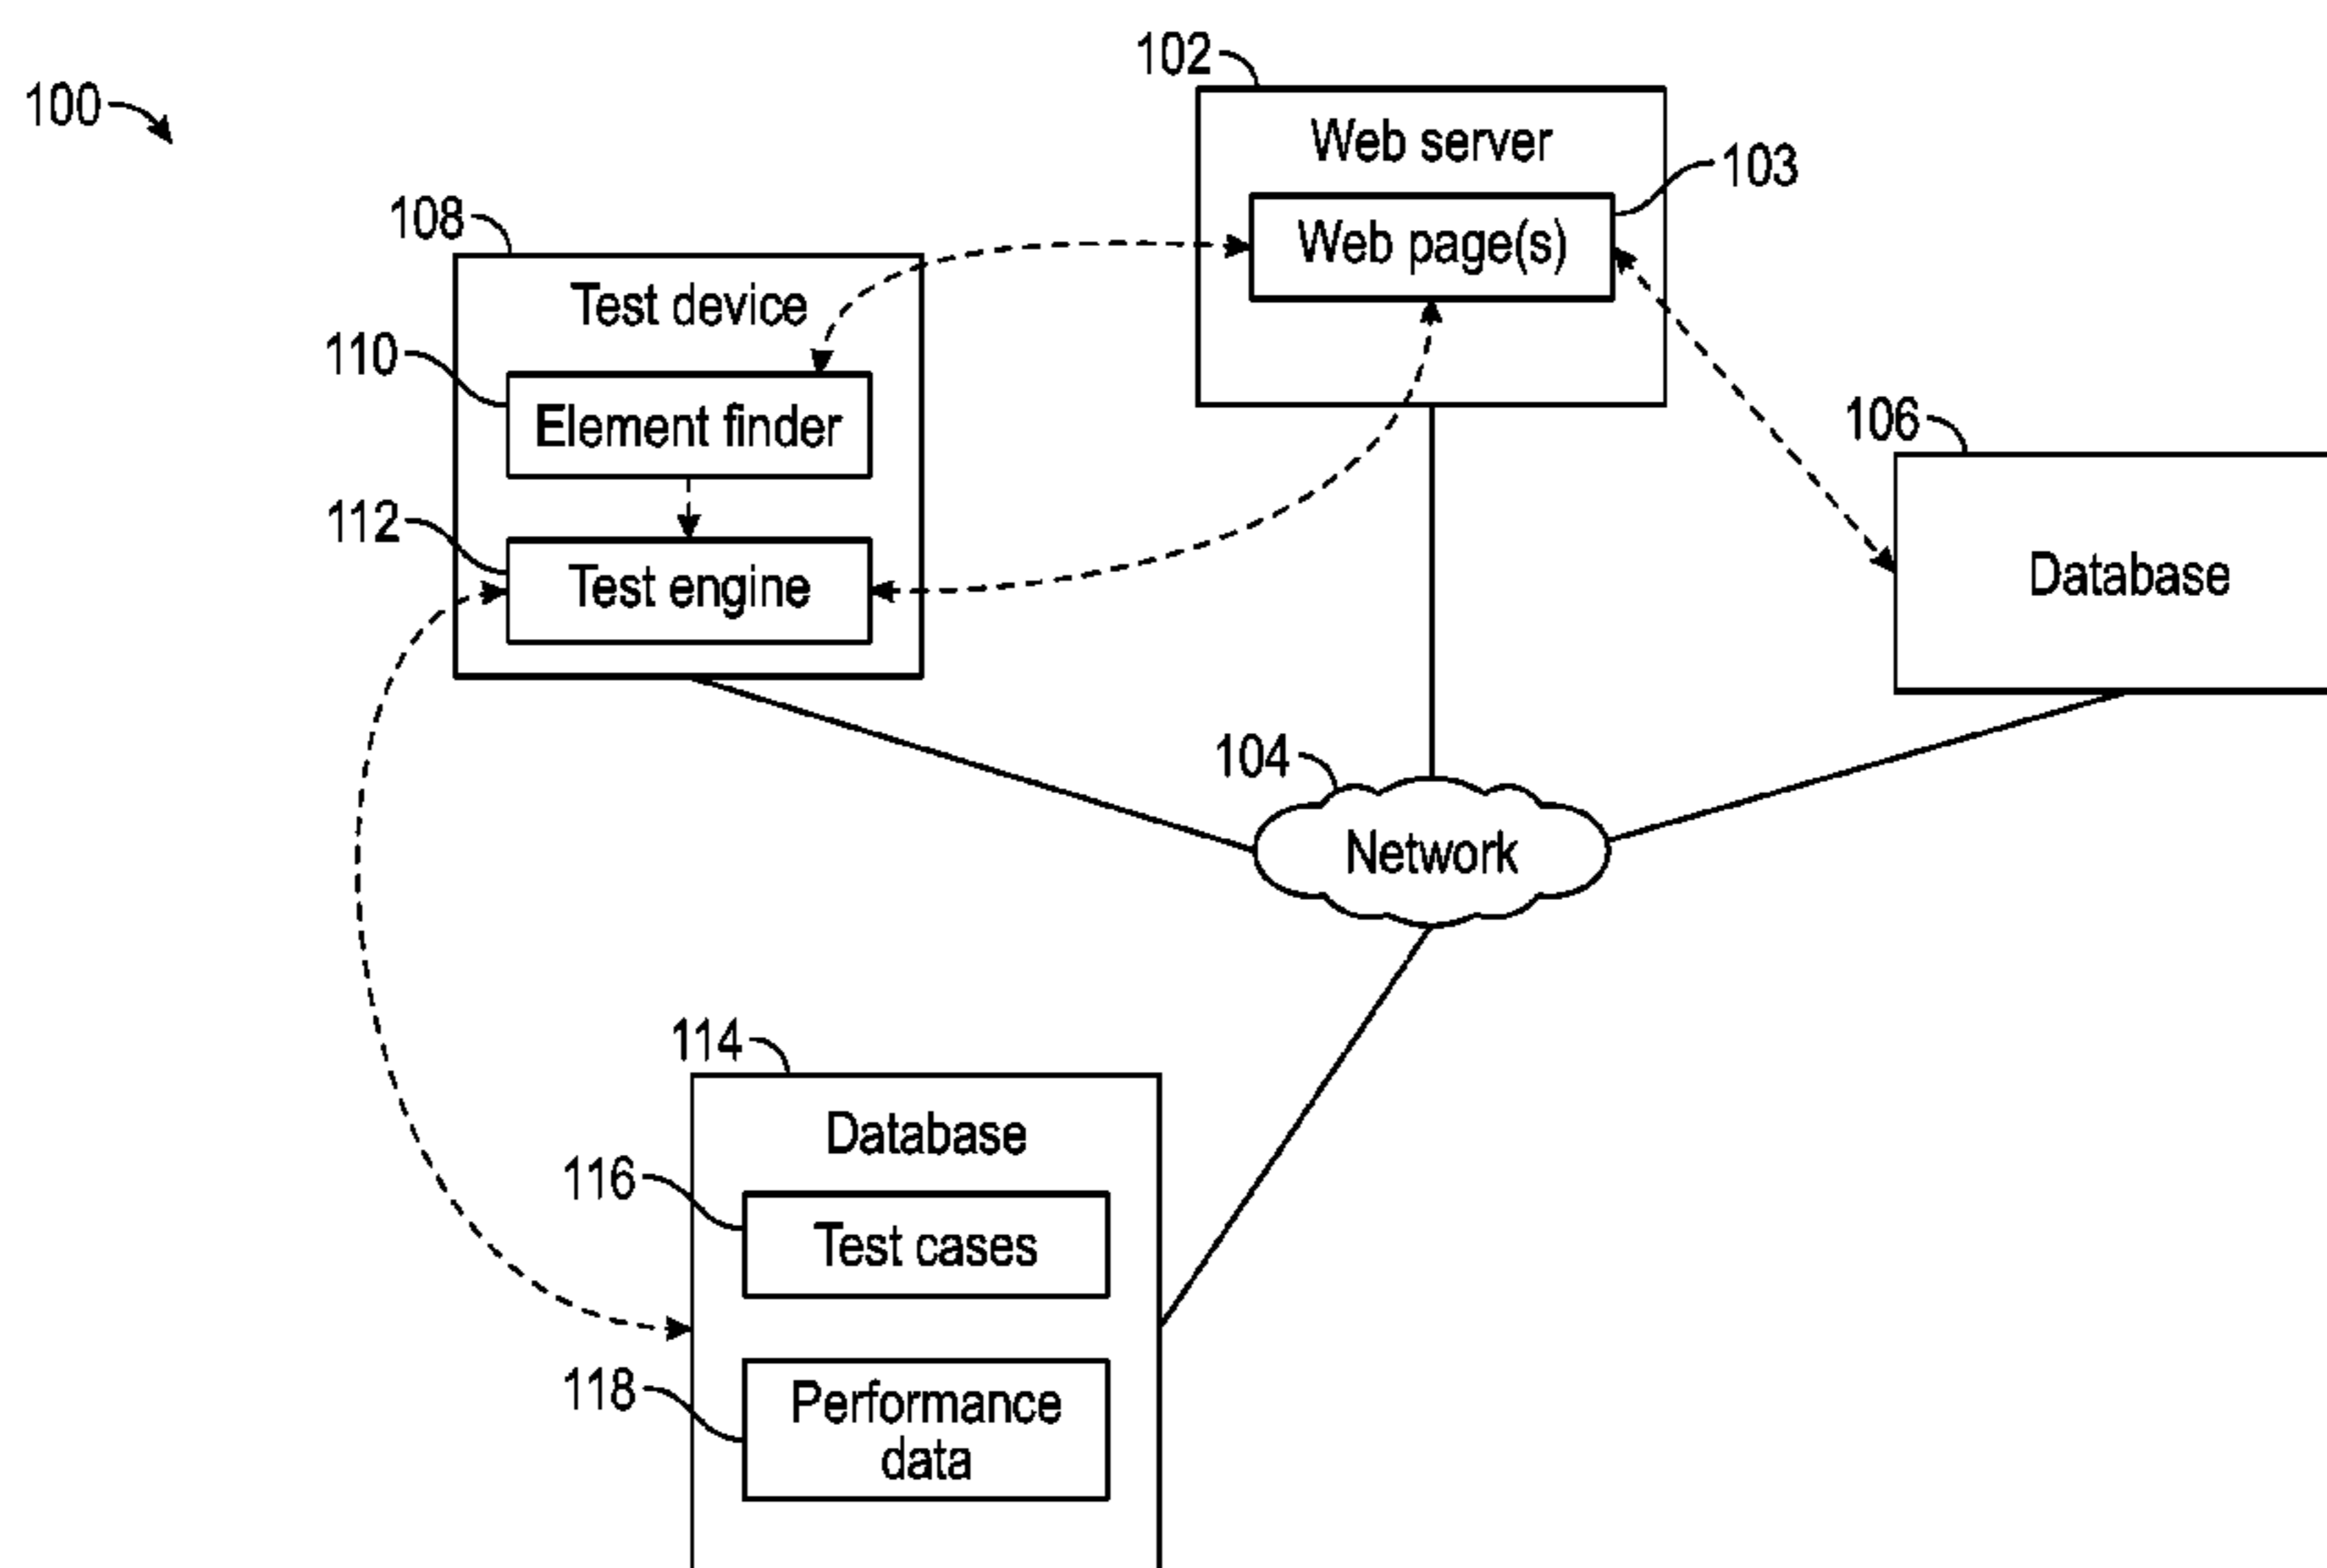 100
102
Web server
103
Web page(s)
108
Test device
110
Element finder
112
Test engine
106
Database
104
Network
114
Database
116
Test cases
118
Performance
data